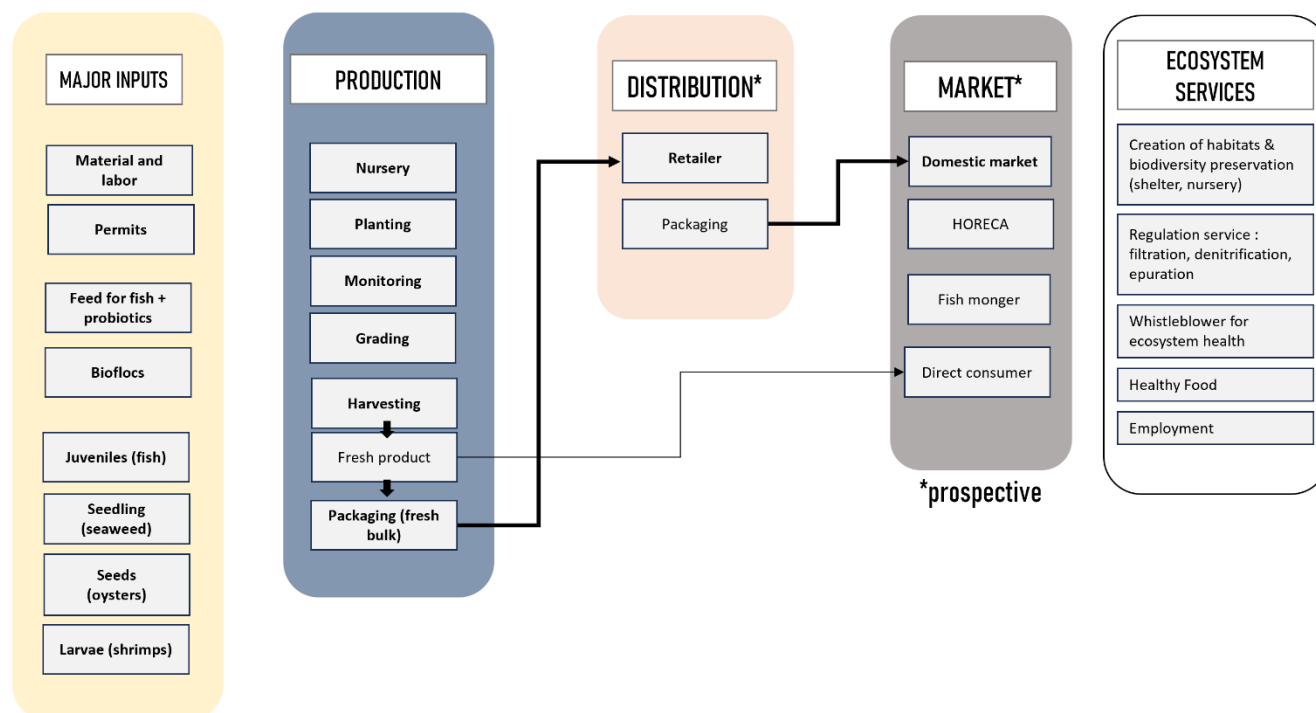 MAJOR INPUTS
Material and
labor
Permits
Feed for fish +
probiotics
Bioflocs
Juveniles (fish)
Seedling
(seaweed)
Seeds
(oysters)
Larvae (shrimps)
PRODUCTION
Nursery
Planting
Monitoring
Grading
Harvesting
Fresh product
Packaging (fresh
bulk)
DISTRIBUTION*
Retailer
Packaging
MARKET*
Domestic market
HORECA
Fish monger
Direct consumer
*prospective
ECOSYSTEM
SERVICES
Creation of habitats &
biodiversity preservation
(shelter, nursery)
Regulation service :
filtration, denitrification,
epuration
Whistleblower for
ecosystem health
Healthy Food
Employment